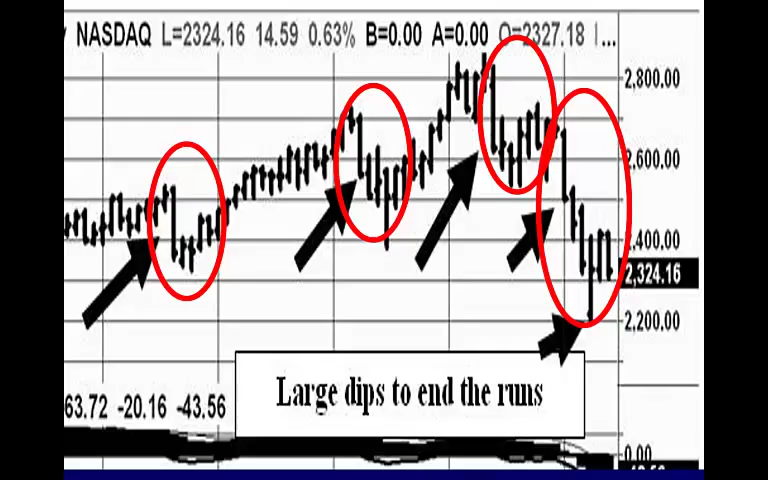 NASDAQ L=2324.16 14.59 0.63% B=0.00 A=0.00 O=2327.18 ...
2,800.00
2,600.00
2,400.00
2,324.16
2,200.00
Large dips to end the runs
63.72 -20.16 -43.56
0.00